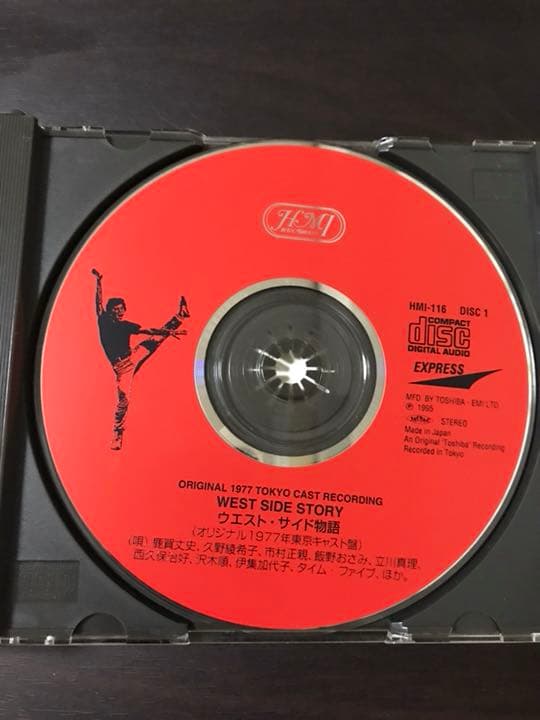 HMI
HMI-116 DISC 1
COMPACT
disc
DIGITAL AUDIO
EXPRESS
MFD BY TOSHIBA・EMI LTD.
Ⓟ 1995
STEREO
Made in Japan
An Original "Toshiba" Recording
Recorded in Tokyo
ORIGINAL 1977 TOKYO CAST RECORDING
WEST SIDE STORY
ウエスト・サイド物語
(オリジナル1977年東京キャスト盤)
(唄)鹿賀丈史、久野綾希子、市村正親、飯野おさみ、立川真理、
西久保治好、沢木順、伊集加代子、タイム・ファイブ、ほか。